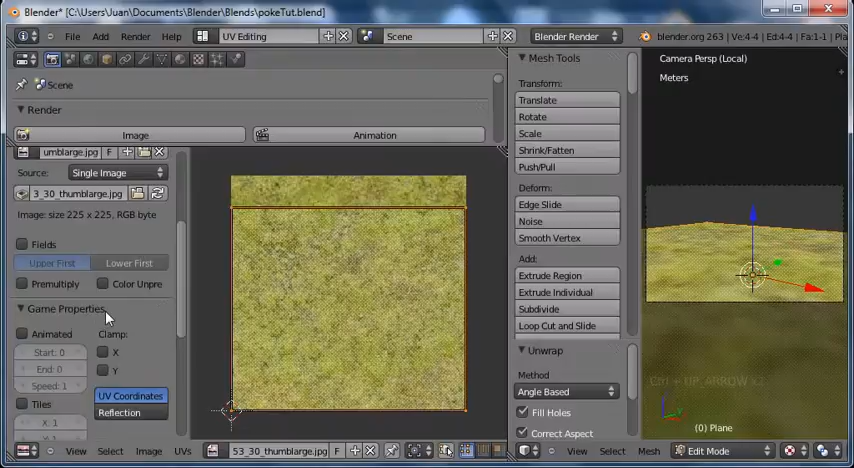 Blender* [C:\Users\Juan\Documents\Blender\Blends\pokeTut.blend]
File Add Render Help UV Editing Scene Blender Render blender.org 263 | Ve:4-4 | Ed:4-4 | Fa:1-1 | Pla
Scene
Render
Image Animation
umblarge.jpg F
Source: Single Image
3_30_thumblarge.jpg
Image: size 225 x 225, RGB byte
Fields
Upper First Lower First
Premultiply Color Unpre
Game Properties
Animated Clamp:
Start: 0 X
End: 0 Y
Speed: 1
UV Coordinates
Tiles Reflection
X: 1
View Select Image UVs 53_30_thumblarge.jpg F
Mesh Tools
Transform:
Translate
Rotate
Scale
Shrink/Fatten
Push/Pull
Deform:
Edge Slide
Noise
Smooth Vertex
Add:
Extrude Region
Extrude Individual
Subdivide
Loop Cut and Slide
Unwrap
Method
Angle Based
Fill Holes
Correct Aspect
Camera Persp (Local)
Meters
Ctrl + UP_ARROW x2
(0) Plane
View Select Mesh Edit Mode